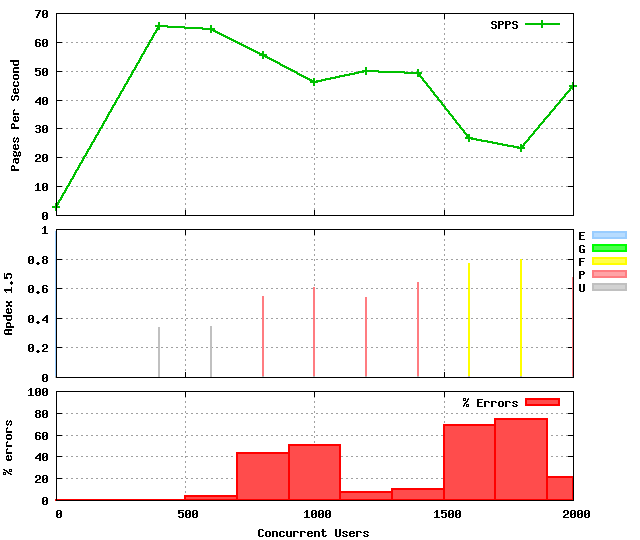 70
60
50
40
30
20
10
0
Pages Per Second
SPPS
1
0.8
0.6
0.4
0.2
0
Apdex 1.5
E
G
F
P
U
100
80
60
40
20
0
% errors
% Errors
0 500 1000 1500 2000
Concurrent Users